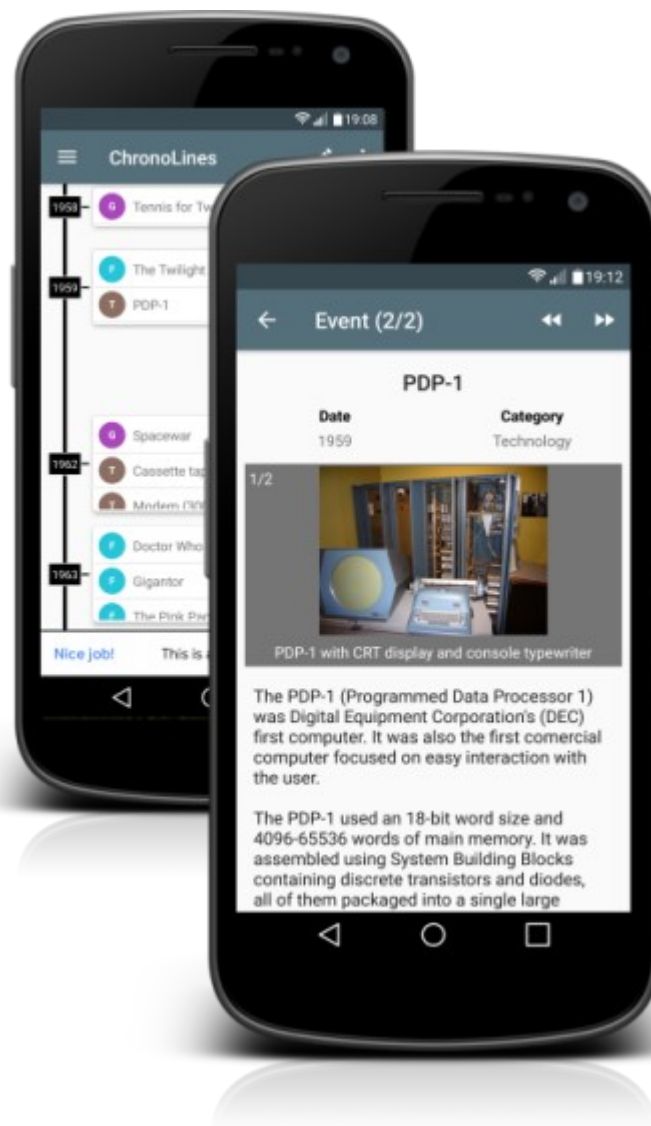 19:08
ChronoLines
1958
G Tennis for
1959
F The Twilight
T PDP-1
1962
G Spacewar
T Cassette
T Modem
1963
F Doctor Who
F Gigantor
F The Pink
Nice job! This is
19:12
Event (2/2)
PDP-1
Date Category
1959 Technology
1/2
PDP-1 with CRT display and console typewriter
The PDP-1 (Programmed Data Processor 1)
was Digital Equipment Corporation's (DEC)
first computer. It was also the first comercial
computer focused on easy interaction with
the user.
The PDP-1 used an 18-bit word size and
4096-65536 words of main memory. It was
assembled using System Building Blocks
containing discrete transistors and diodes,
all of them packaged into a single large